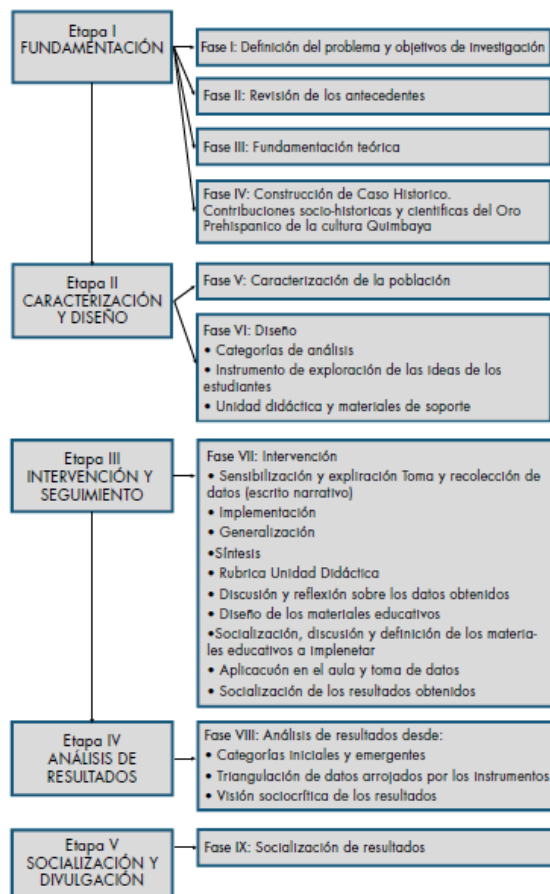 Etapa I
FUNDAMENTACIÓN
Fase I: Definición del problema y objetivos de investigación
Fase II: Revisión de los antecedentes
Fase III: Fundamentación teórica
Fase IV: Construcción de Caso Historico.
Contribuciones socio-historicas y cientificas del Oro
Prehispanico de la cultura Quimbaya
Etapa II
CARACTERIZACIÓN
Y DISEÑO
Fase V: Caracterización de la población
Fase VI: Diseño
• Categorías de análisis
• Instrumento de exploración de las ideas de los
estudiantes
• Unidad didáctica y materiales de soporte
Etapa III
INTERVENCIÓN Y
SEGUIMIENTO
Fase VII: Intervención
• Sensibilización y expliración Toma y recolección de
datos (escrito narrativo)
• Implementación
• Generalización
•Síntesis
• Rubrica Unidad Didáctica
• Discusión y reflexión sobre los datos obtenidos
• Diseño de los materiales educativos
•Socialización, discusión y definición de los materia-
les educativos a implenetar
• Aplicacuón en el aula y toma de datos
• Socialización de los resultados obtenidos
Etapa IV
ANÁLISIS DE
RESULTADOS
Fase VIII: Análisis de resultados desde:
• Categorías iniciales y emergentes
• Triangulación de datos arrojados por los instrumentos
• Visión sociocrítica de los resultados
Etapa V
SOCIALIZACIÓN Y
DIVULGACIÓN
Fase IX: Socialización de resultados